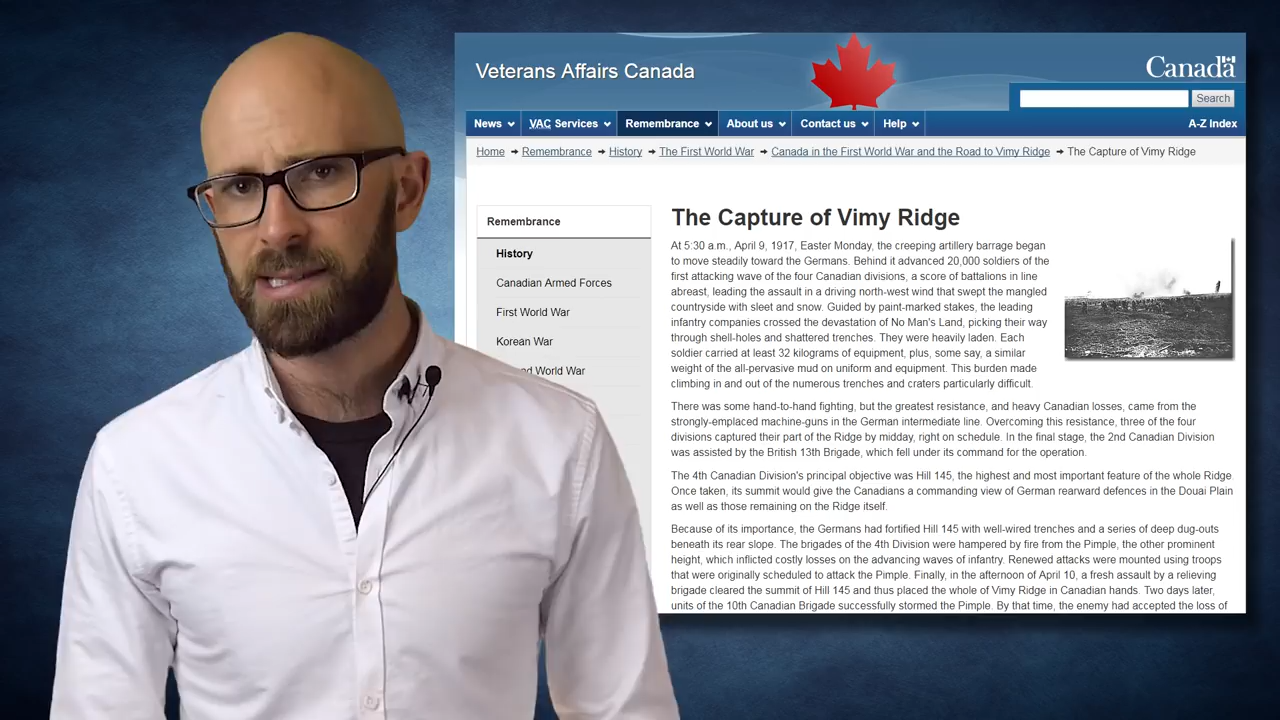 Veterans Affairs Canada
Canada
Search
News
VAC Services
Remembrance
About us
Contact us
Help
A-Z Index
Home ➔ Remembrance ➔ History ➔ The First World War ➔ Canada in the First World War and the Road to Vimy Ridge ➔ The Capture of Vimy Ridge
Remembrance
History
Canadian Armed Forces
First World War
Korean War
nd World War
The Capture of Vimy Ridge
At 5:30 a.m., April 9, 1917, Easter Monday, the creeping artillery barrage began
to move steadily toward the Germans. Behind it advanced 20,000 soldiers of the
first attacking wave of the four Canadian divisions, a score of battalions in line
abreast, leading the assault in a driving north-west wind that swept the mangled
countryside with sleet and snow. Guided by paint-marked stakes, the leading
infantry companies crossed the devastation of No Man's Land, picking their way
through shell-holes and shattered trenches. They were heavily laden. Each
soldier carried at least 32 kilograms of equipment, plus, some say, a similar
weight of the all-pervasive mud on uniform and equipment. This burden made
climbing in and out of the numerous trenches and craters particularly difficult.
There was some hand-to-hand fighting, but the greatest resistance, and heavy Canadian losses, came from the
strongly-emplaced machine-guns in the German intermediate line. Overcoming this resistance, three of the four
divisions captured their part of the Ridge by midday, right on schedule. In the final stage, the 2nd Canadian Division
was assisted by the British 13th Brigade, which fell under its command for the operation.
The 4th Canadian Division's principal objective was Hill 145, the highest and most important feature of the whole Ridge.
Once taken, its summit would give the Canadians a commanding view of German rearward defences in the Douai Plain
as well as those remaining on the Ridge itself.
Because of its importance, the Germans had fortified Hill 145 with well-wired trenches and a series of deep dug-outs
beneath its rear slope. The brigades of the 4th Division were hampered by fire from the Pimple, the other prominent
height, which inflicted costly losses on the advancing waves of infantry. Renewed attacks were mounted using troops
that were originally scheduled to attack the Pimple. Finally, in the afternoon of April 10, a fresh assault by a relieving
brigade cleared the summit of Hill 145 and thus placed the whole of Vimy Ridge in Canadian hands. Two days later,
units of the 10th Canadian Brigade successfully stormed the Pimple. By that time, the enemy had accepted the loss of